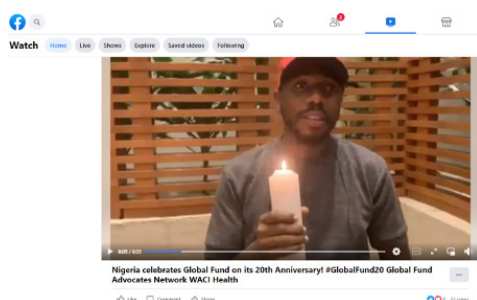 2
Watch
Home
Live
Shows
Explore
Saved videos
Following
Nigeria celebrates Global Fund on its 20th Anniversary! #GlobalFund20 Global Fund
Advocates Network WACI Health
Like
Comment
Share